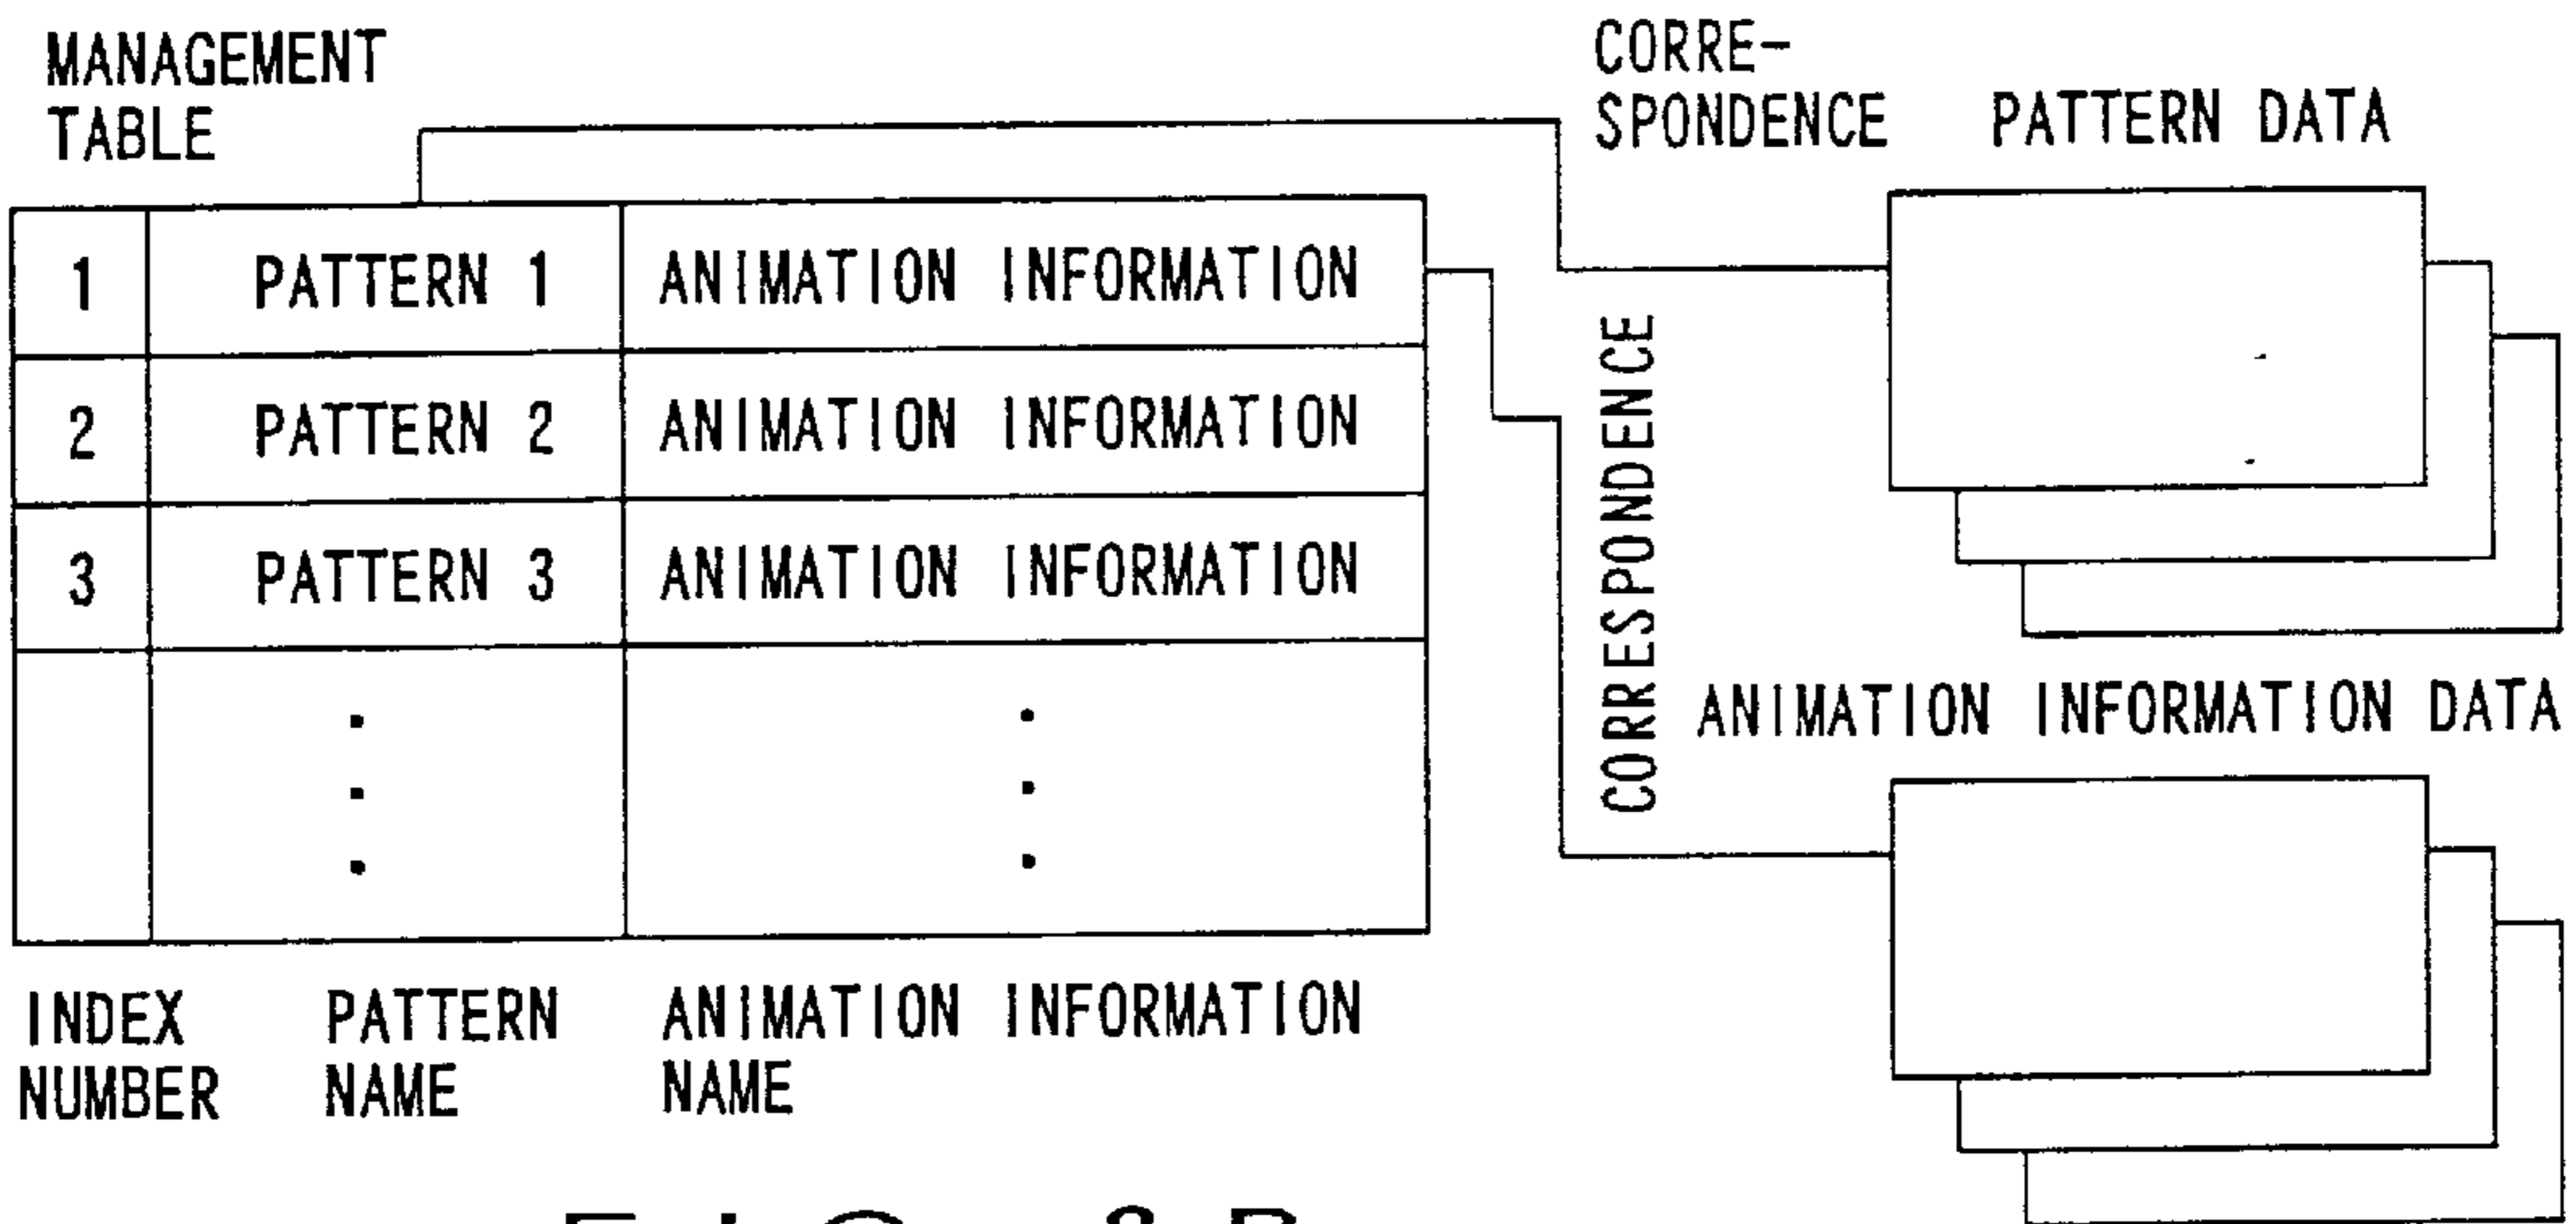 MANAGEMENT
TABLE
CORRE-
SPONDENCE
PATTERN DATA
1 PATTERN 1 ANIMATION INFORMATION
2 PATTERN 2 ANIMATION INFORMATION
3 PATTERN 3 ANIMATION INFORMATION
CORRESPONDENCE
ANIMATION INFORMATION DATA
INDEX
NUMBER
PATTERN
NAME
ANIMATION INFORMATION
NAME